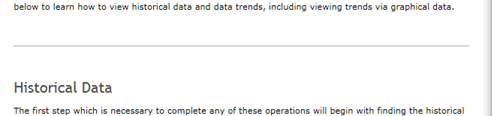 below to learn how to view historical data and data trends, including viewing trends via graphical data.
Historical Data
The first step which is necessary to complete any of these operations will begin with finding the historical